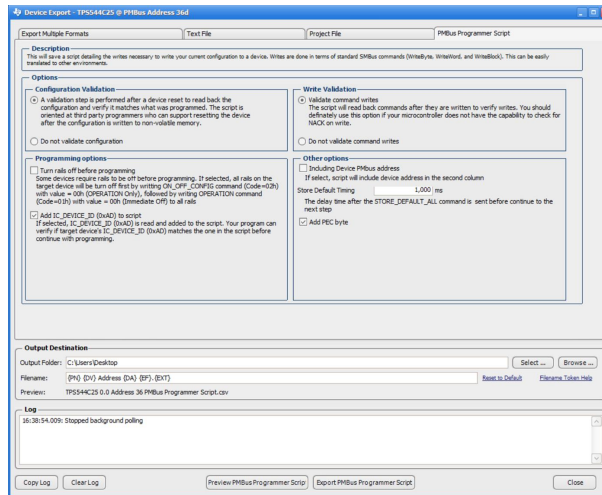 Device Export - TPS544C25 @ PMBus Address 36d
Export Multiple Formats
Text File
Project File
PMBus Programmer Script
Description
This will save a script detailing the writes necessary to write your current configuration to a device. Writes are done in terms of standard SMBus commands (WriteByte, WriteWord, and WriteBlock). This can be easily
translated to other environments.
Options
Configuration Validation
A validation step is performed after a device reset to read back the
configuration and verify it matches what was programmed. The script is
oriented at third party programmers who can support resetting the device
after the configuration is written to non-volatile memory.
Do not validate configuration
Write Validation
Validate command writes
The script will read back commands after they are written to verify writes. You should
definately use this option if your microcontroller does not have the capability to check for
NACK on write.
Do not validate command writes
Programming options
Turn rails off before programming
Some devices require rails to be off before programming. If selected, all rails on the
target device will be turn off first by writting ON_OFF_CONFIG command (Code=02h)
with value = 00h (OPERATION Only), followed by writing OPERATION command
(Code=01h) with value = 00h (Immediate Off) to all rails
Add IC_DEVICE_ID (0xAD) to script
If selected, IC_DEVICE_ID (0xAD) is read and added to the script. Your program can
verify if target device's IC_DEVICE_ID (0xAD) matches the one in the script before
continue with programming.
Other options
Including Device PMBus address
If select, script will include device address in the second column
Store Default Timing 1,000 ms
The delay time after the STORE_DEFAULT_ALL command is sent before continue to the
next step
Add PEC byte
Output Destination
Output Folder: C:\Users\Desktop Select ... Browse ...
Filename: {PN} {DV} Address {DA} {EF}.{EXT} Reset to Default Filename Token Help
Preview: TPS544C25 0.0 Address 36 PMBus Programmer Script.csv
Log
16:38:54.009: Stopped background polling
Copy Log Clear Log Preview PMBus Programmer Scrip Export PMBus Programmer Script Close